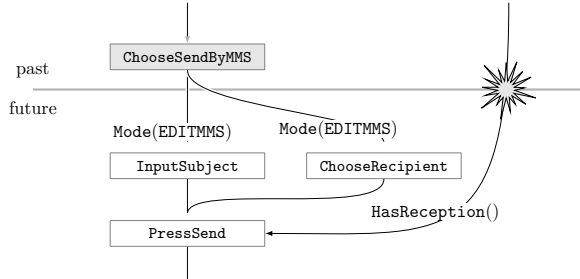 ChooseSendByMMS
past
future
Mode(EDITMMS)
Mode(EDITMMS)
InputSubject
ChooseRecipient
HasReception()
PressSend